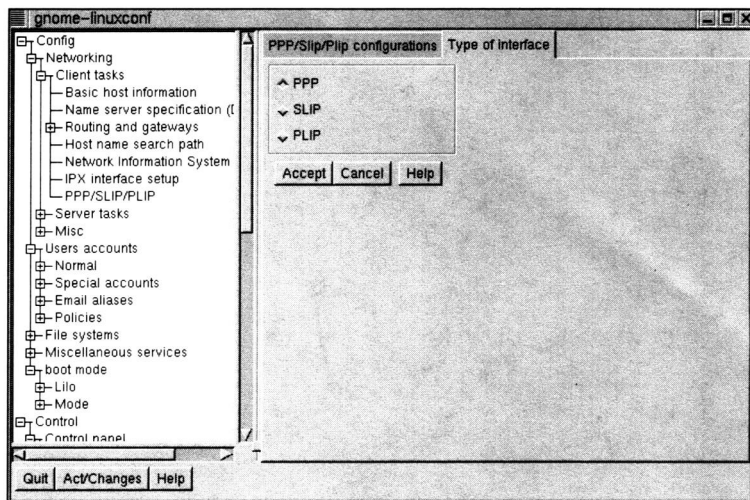 gnome-linuxconf
Config
Networking
Client tasks
Basic host information
Name server specification (D
Routing and gateways
Host name search path
Network Information System
IPX interface setup
PPP/SLIP/PLIP
Server tasks
Misc
Users accounts
Normal
Special accounts
Email aliases
Policies
File systems
Miscellaneous services
boot mode
Lilo
Mode
Control
Control panel
PPP/Slip/Plip configurations Type of interface
PPP
SLIP
PLIP
Accept Cancel Help
Quit Act/Changes Help